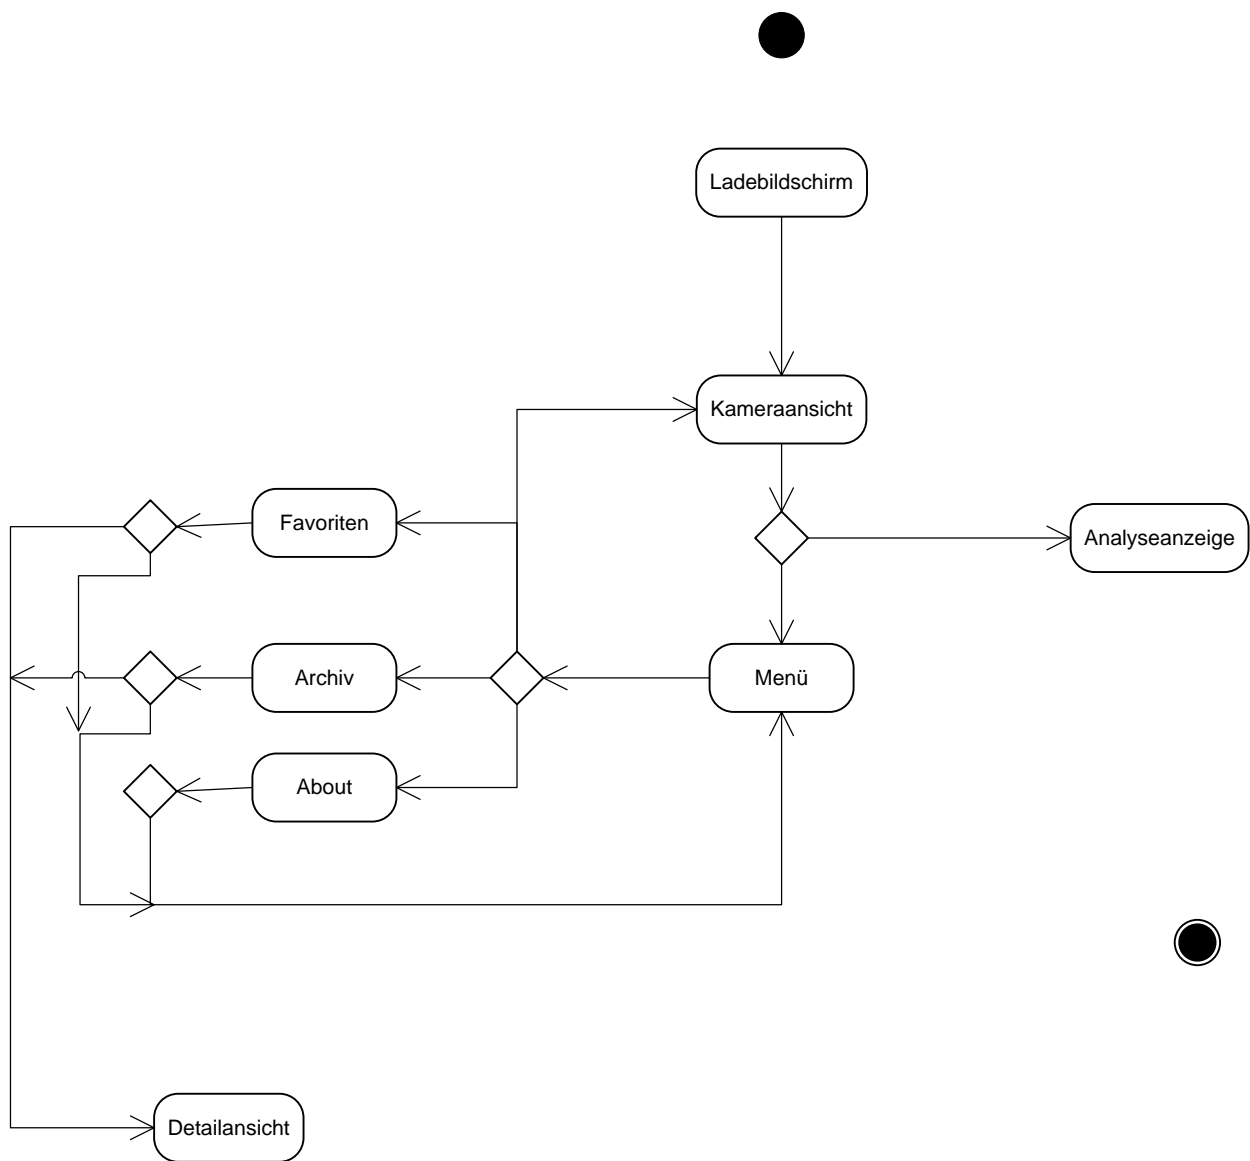 Ladebildschirm
Kameraansicht
Favoriten
Analyseanzeige
Archiv
Menü
About
Detailansicht